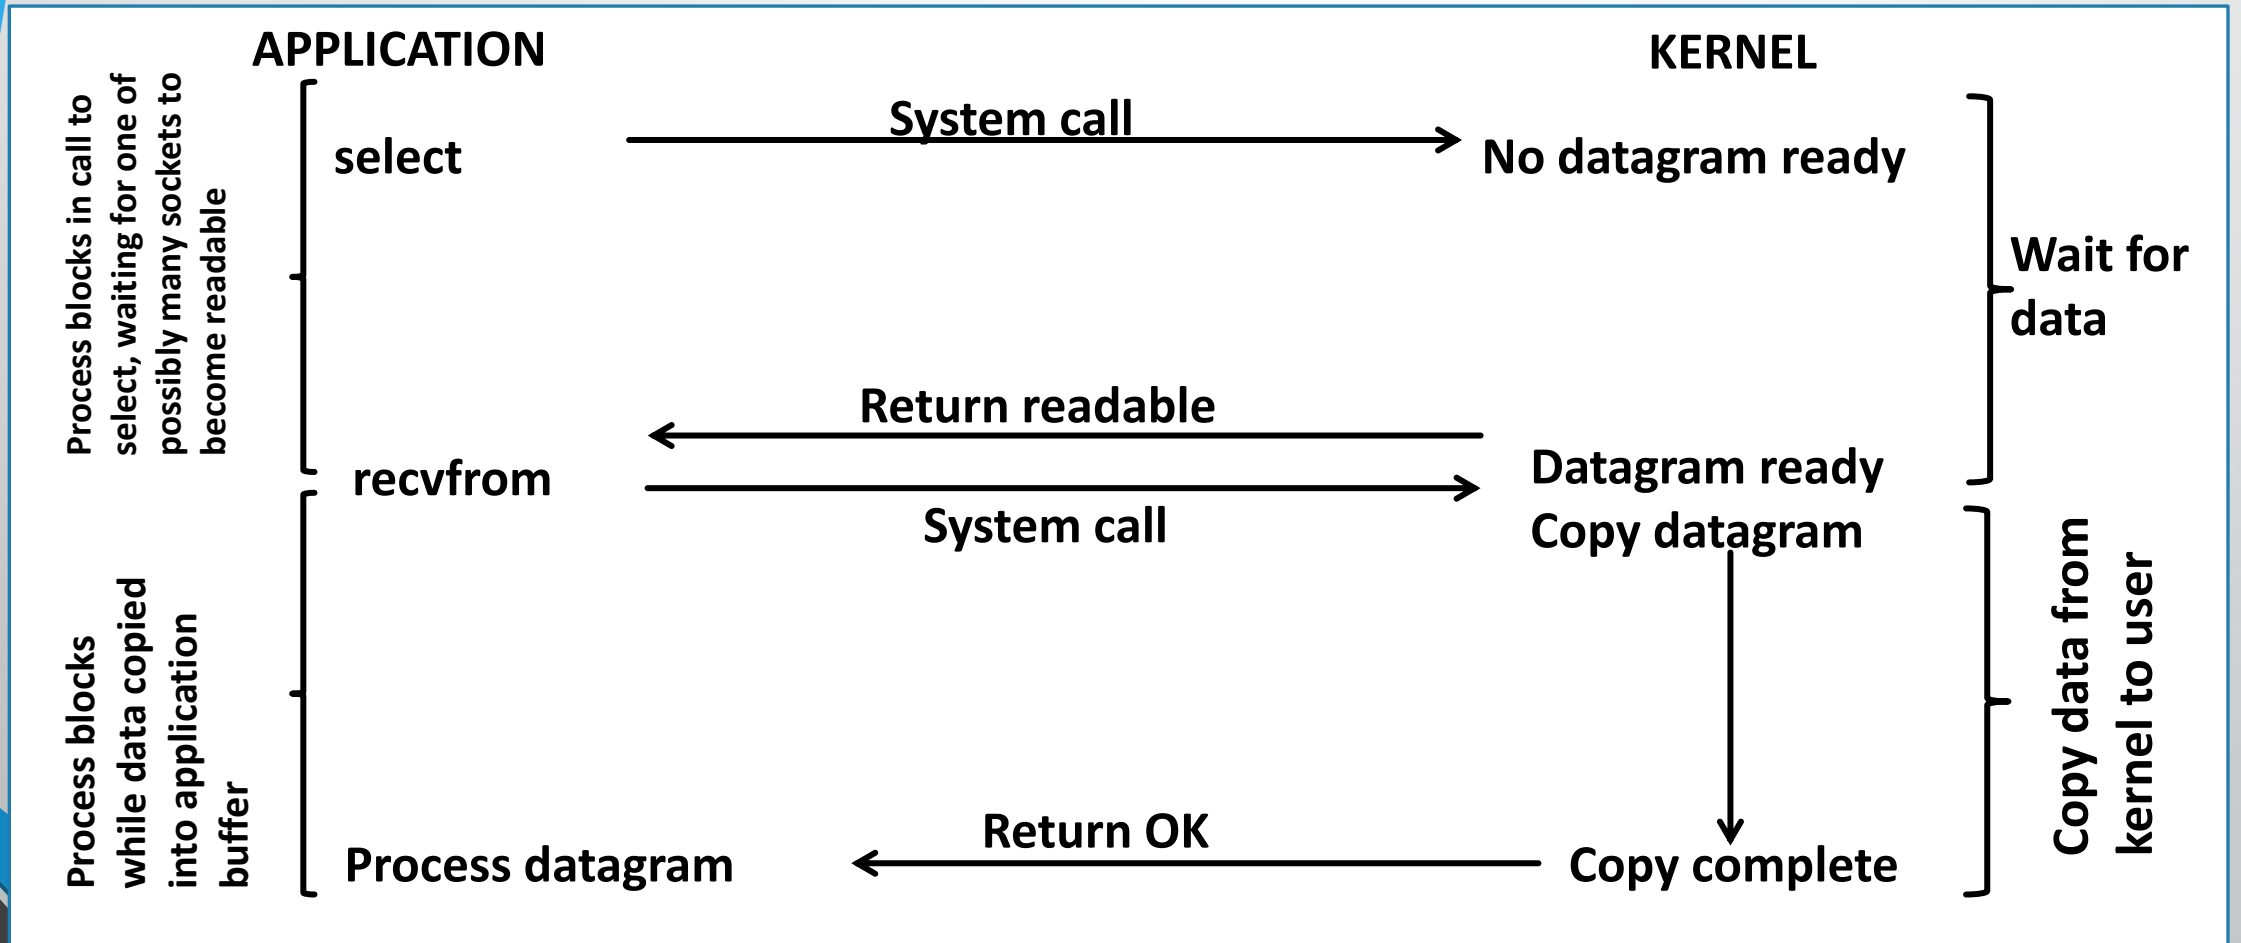 APPLICATION
KERNEL
Process blocks in call to
select, waiting for one of
possibly many sockets to
become readable
select
System call
No datagram ready
Wait for
data
Return readable
recvfrom
Datagram ready
System call
Copy datagram
Process blocks
while data copied
into application
buffer
Copy data from
kernel to user
Return OK
Process datagram
Copy complete